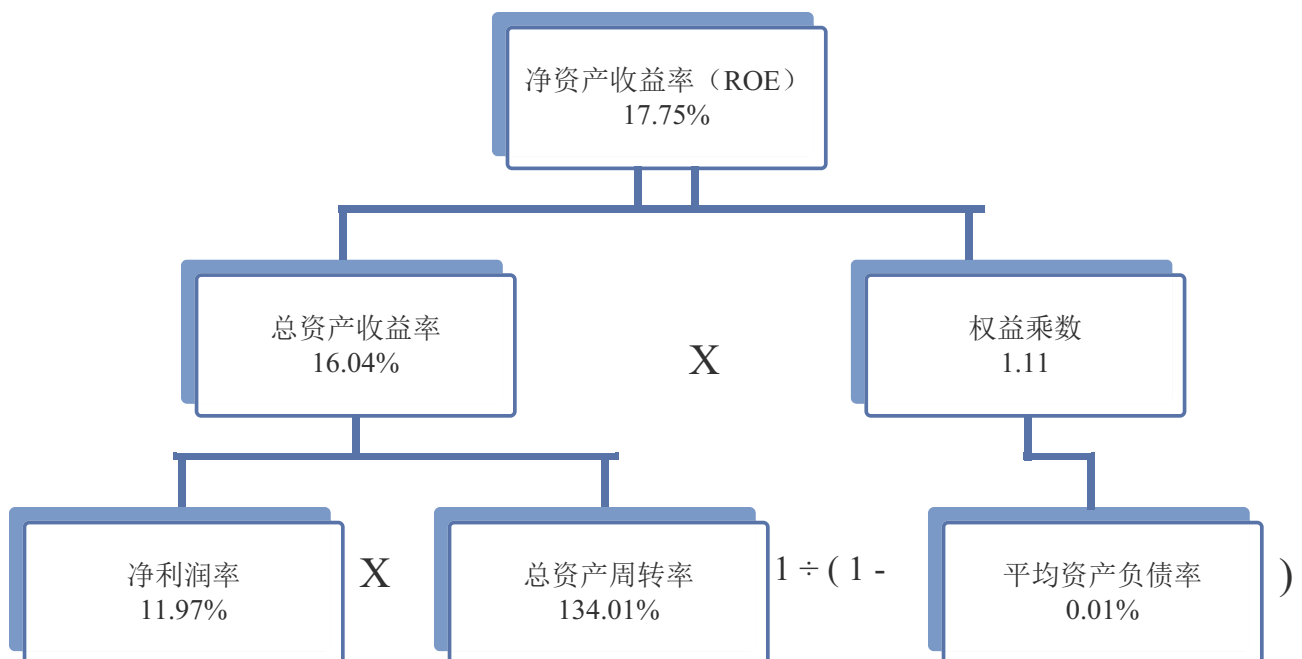 净资产收益率（ROE）
17.75%
总资产收益率
16.04%
X
权益乘数
1.11
净利润率
11.97%
X
总资产周转率
134.01%
1 ÷ ( 1 -
平均资产负债率
0.01%
)